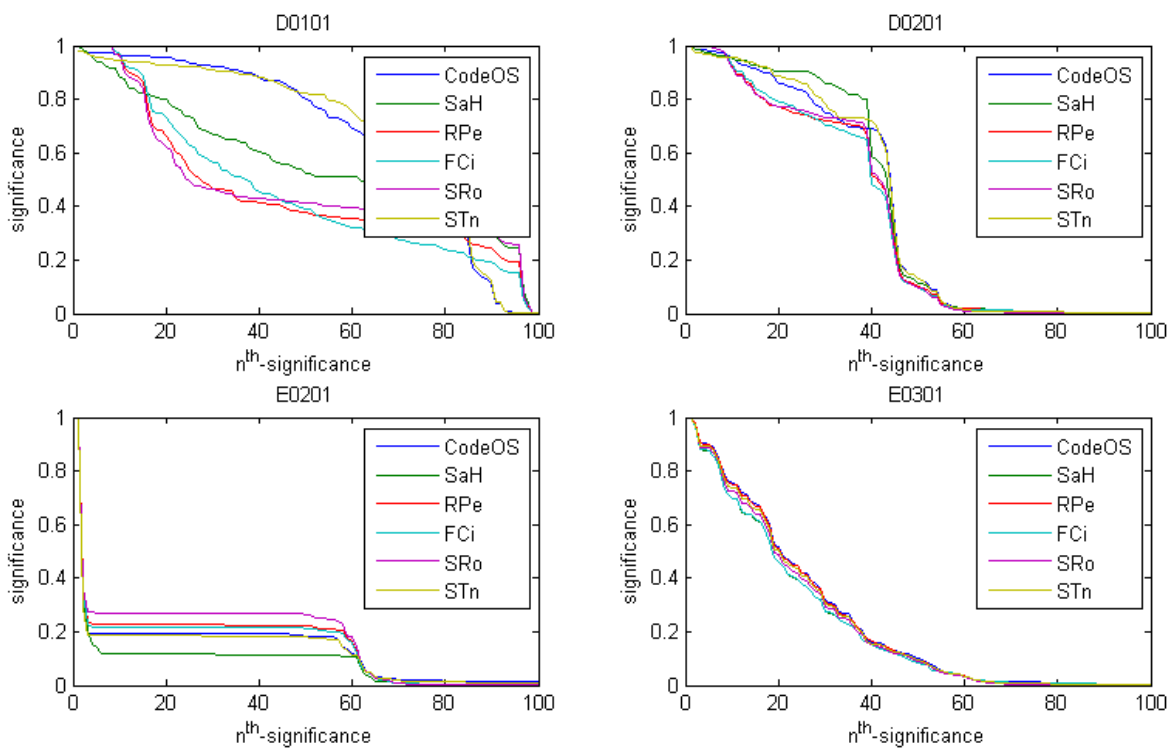 D0101
1
0.8
0.6
0.4
0.2
0
significance
0 20 40 60 80 100
n^th-significance
CodeOS
SaH
RPe
FCi
SRo
STn
D0201
1
0.8
0.6
0.4
0.2
0
significance
0 20 40 60 80 100
n^th-significance
CodeOS
SaH
RPe
FCi
SRo
STn
E0201
1
0.8
0.6
0.4
0.2
0
significance
0 20 40 60 80 100
n^th-significance
CodeOS
SaH
RPe
FCi
SRo
STn
E0301
1
0.8
0.6
0.4
0.2
0
significance
0 20 40 60 80 100
n^th-significance
CodeOS
SaH
RPe
FCi
SRo
STn